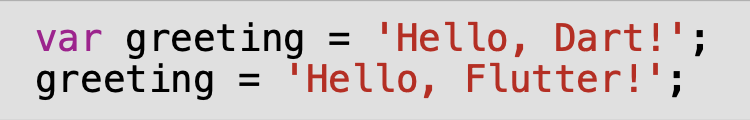 var greeting = 'Hello, Dart!';
greeting = 'Hello, Flutter!';